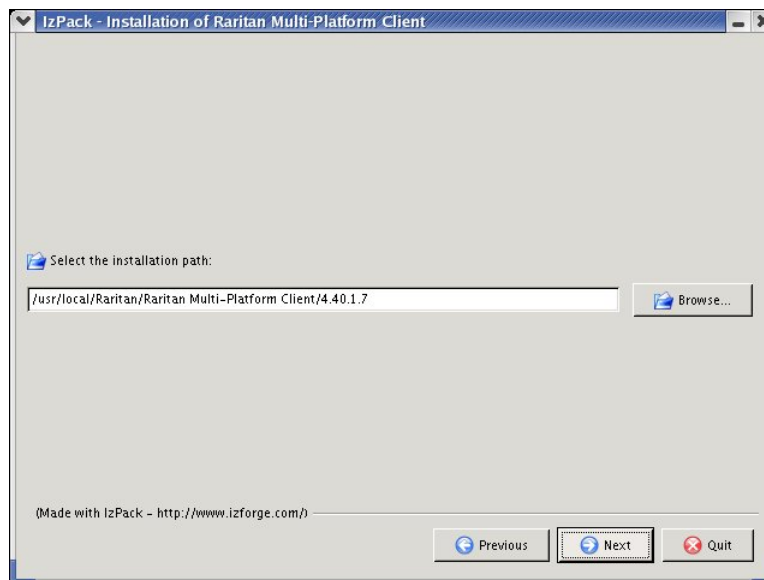 IzPack - Installation of Raritan Multi-Platform Client
Select the installation path:
/usr/local/Raritan/Raritan Multi-Platform Client/4.40.1.7
Browse...
(Made with IzPack - http://www.izforge.com/)
Previous
Next
Quit